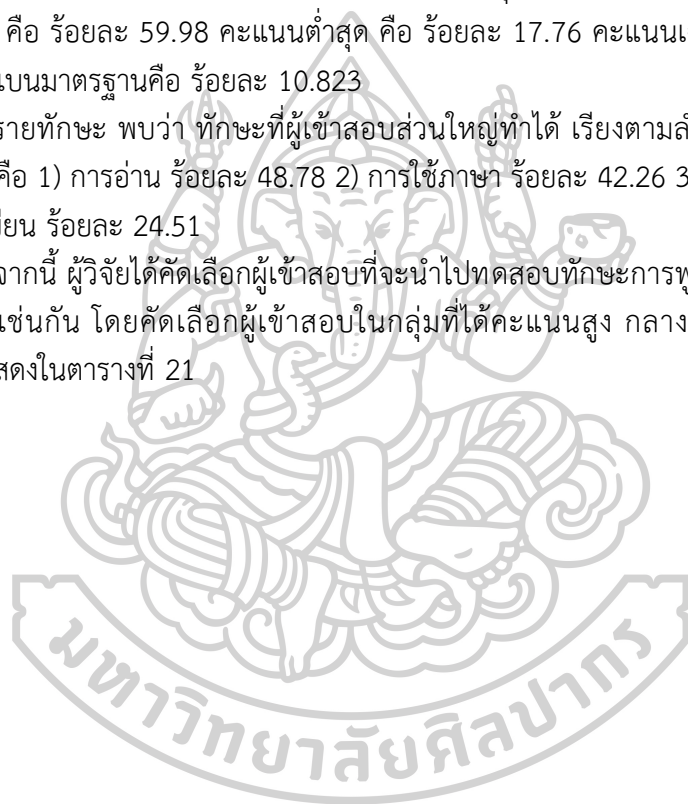 คือ ร้อยละ 59.98 คะแนนต่ำสุด คือ ร้อยละ 17.76
แบนมาตรฐานคือ ร้อยละ 10.823
รายทักษะ พบว่า ทักษะที่ผู้เข้าสอบส่วนใหญ่ทำได้ เรียงตาม
คือ 1) การอ่าน ร้อยละ 48.78 2) การใช้ภาษา ร้อยละ 42.26 3
ขียน ร้อยละ 24.51
จากนี้ ผู้วิจัยได้คัดเลือกผู้เข้าสอบที่จะนำไปทดสอบทักษะการพู
เช่นกัน โดยคัดเลือกผู้เข้าสอบในกลุ่มที่ได้คะแนนสูง กลาง
สดงในตารางที่ 21
มหาวิทยาลัยศิลปากร